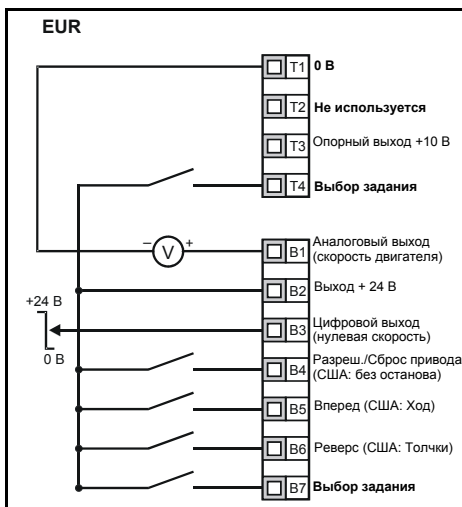 EUR
T1 0 В
T2 Не используется
T3 Опорный выход +10 В
T4 Выбор задания
– V +
B1 Аналоговый выход
(скорость двигателя)
B2 Выход + 24 В
+24 В
0 В
B3 Цифровой выход
(нулевая скорость)
B4 Разреш./Сброс привода
(США: без останова)
B5 Вперед (США: Ход)
B6 Реверс (США: Толчки)
B7 Выбор задания